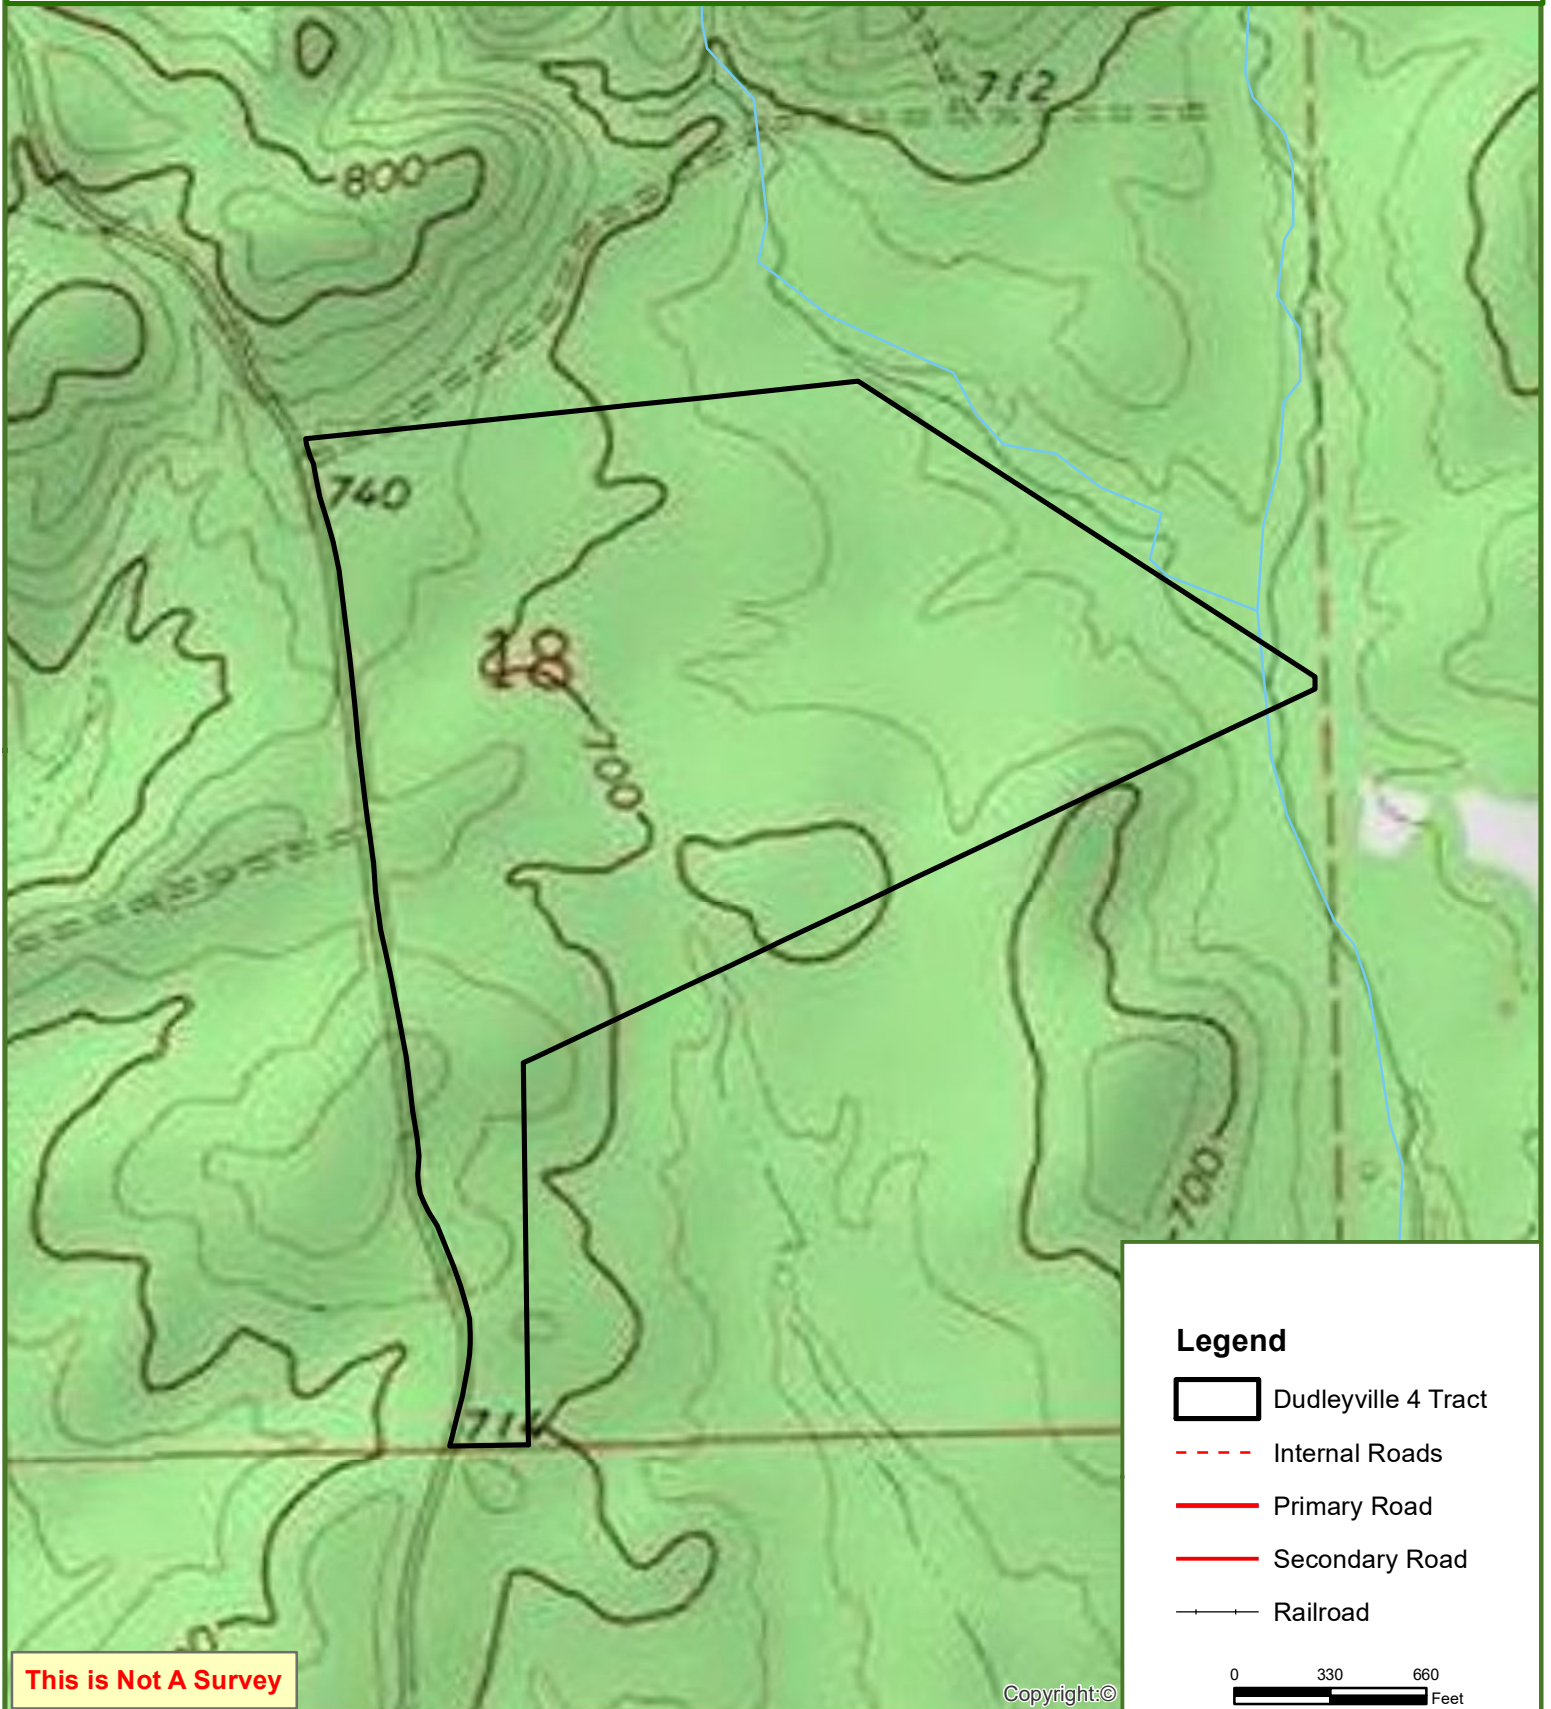 712
800
740
18
700
700
714
Legend
Dudleyville 4 Tract
Internal Roads
Primary Road
Secondary Road
Railroad
0 330 660
Feet
This is Not A Survey
Copyright:©